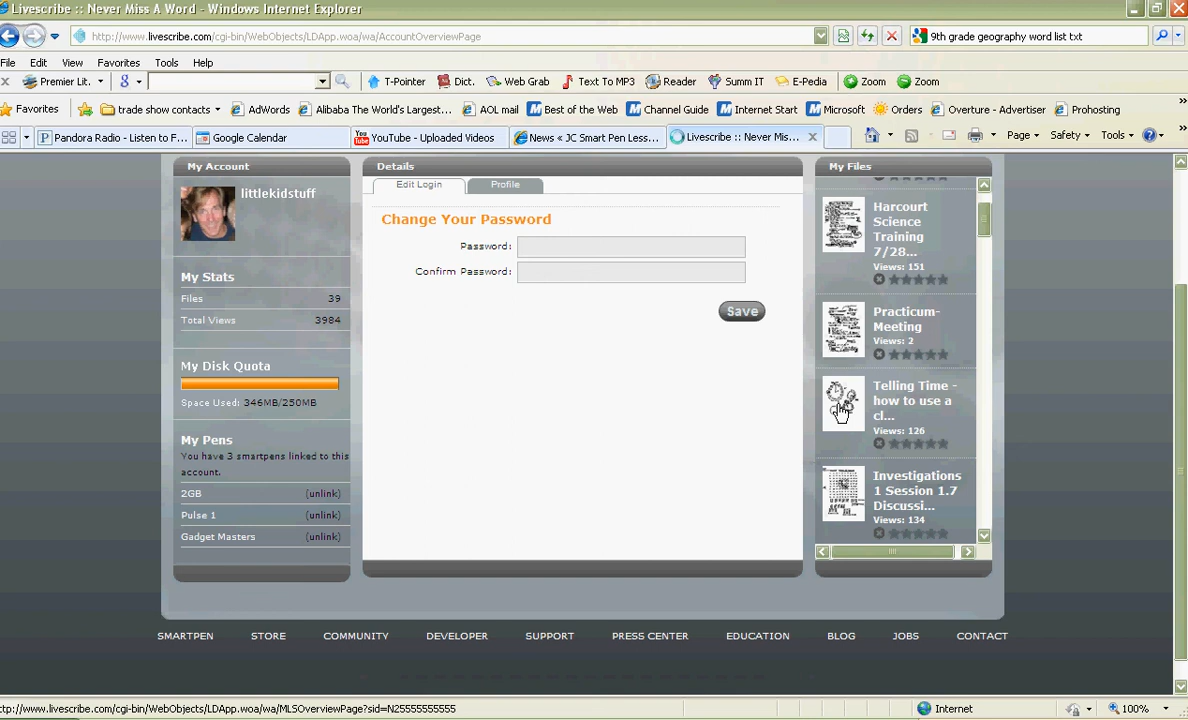 Livescribe :: Never Miss A Word - Windows Internet Explorer
http://www.livescribe.com/cgi-bin/WebObjects/LDApp.woa/wa/AccountOverviewPage
9th grade geography word list txt
File Edit View Favorites Tools Help
Premier Lit. T-Pointer Dict. Web Grab Text To MP3 Reader Summ IT E-Pedia Zoom Zoom
Favorites trade show contacts AdWords Alibaba The World's Largest... AOL mail Best of the Web Channel Guide Internet Start Microsoft Orders Overture - Advertiser Prohosting
Pandora Radio - Listen to F... Google Calendar YouTube - Uploaded Videos News « JC Smart Pen Less... Livescribe :: Never Mis... Page Safety Tools
My Account
littlekidstuff
My Stats
Files 39
Total Views 3984
My Disk Quota
Space Used: 346MB/250MB
My Pens
You have 3 smartpens linked to this
account.
2GB (unlink)
Pulse 1 (unlink)
Gadget Masters (unlink)
Details
Edit Login Profile
Change Your Password
Password:
Confirm Password:
Save
My Files
Harcourt
Science
Training
7/28...
Views: 151
Practicum-
Meeting
Views: 2
Telling Time -
how to use a
cl...
Views: 126
Investigations
1 Session 1.7
Discussi...
Views: 134
SMARTPEN STORE COMMUNITY DEVELOPER SUPPORT PRESS CENTER EDUCATION BLOG JOBS CONTACT
ttp://www.livescribe.com/cgi-bin/WebObjects/LDApp.woa/wa/MLSOverviewPage?sid=N25555555555 Internet 100%